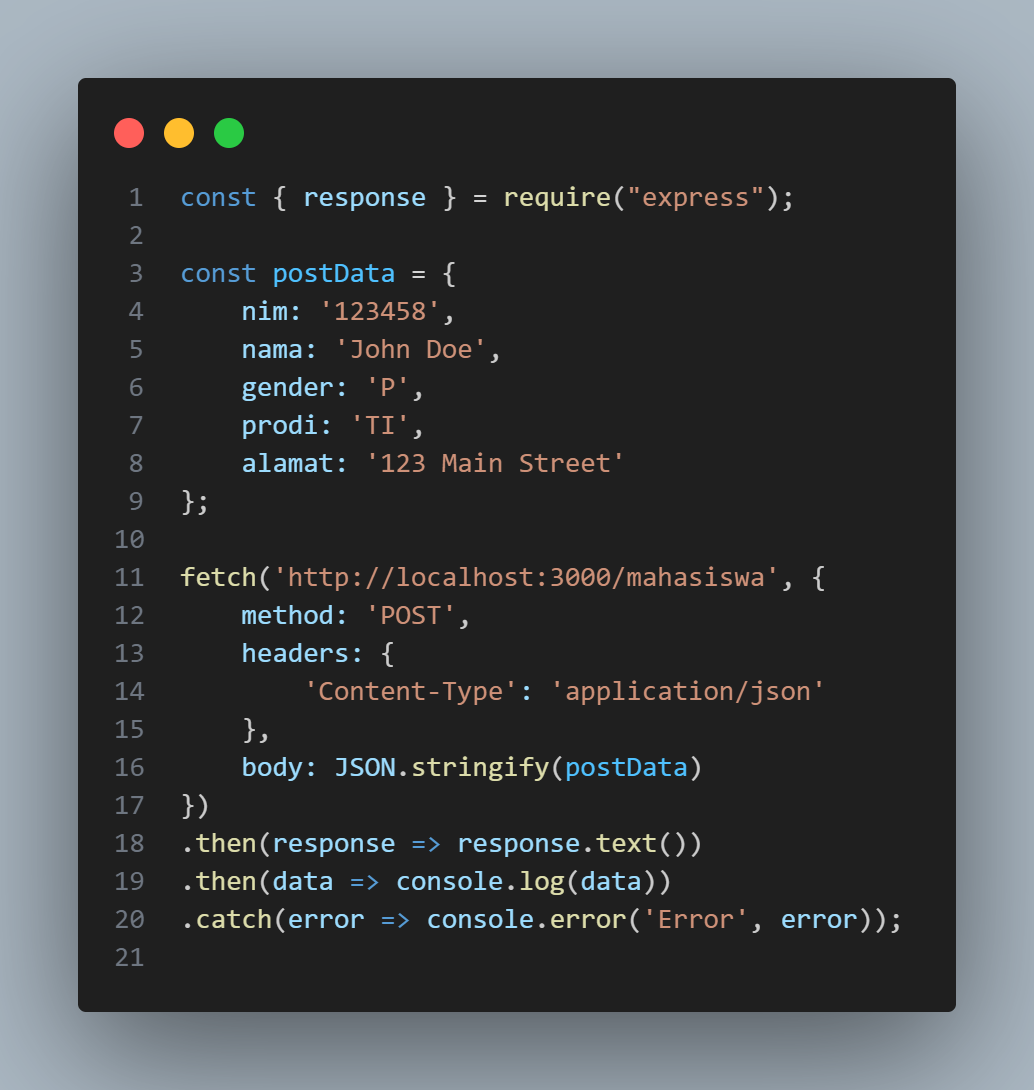 1 const { response } = require("express");
2
3 const postData = {
4     nim: '123458',
5     nama: 'John Doe',
6     gender: 'P',
7     prodi: 'TI',
8     alamat: '123 Main Street'
9 };
10
11 fetch('http://localhost:3000/mahasiswa', {
12     method: 'POST',
13     headers: {
14         'Content-Type': 'application/json'
15     },
16     body: JSON.stringify(postData)
17 })
18 .then(response => response.text())
19 .then(data => console.log(data))
20 .catch(error => console.error('Error', error));
21